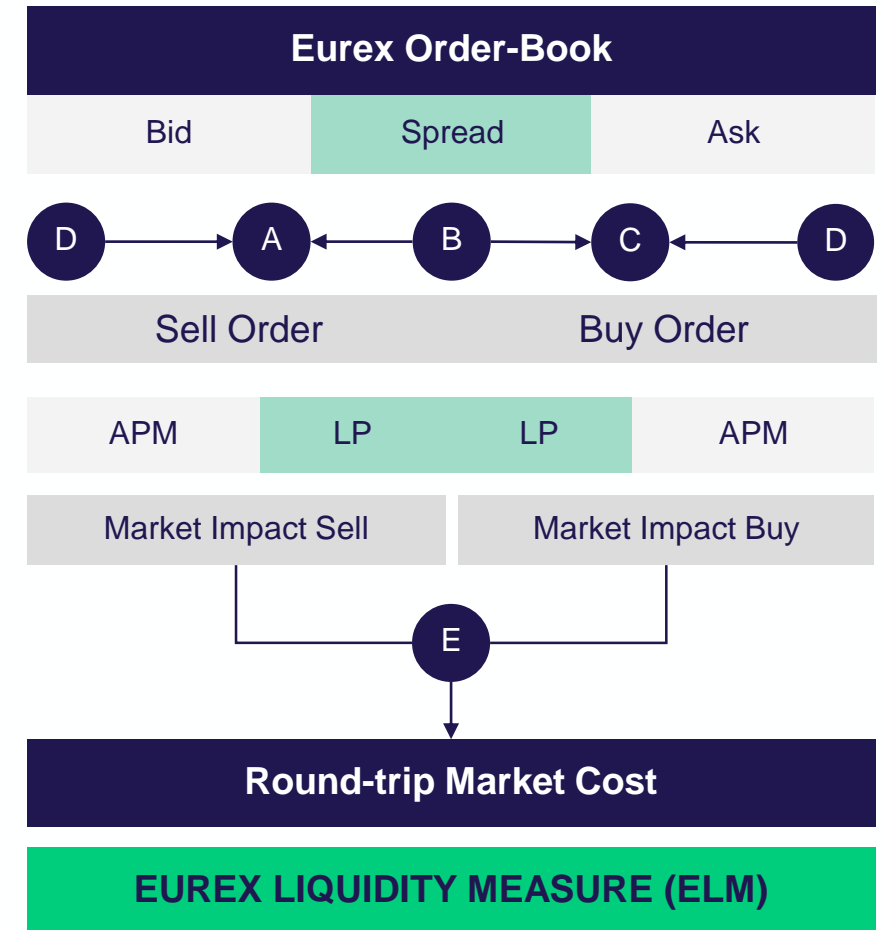 Eurex Order-Book
Bid Spread Ask
D A B C D
Sell Order Buy Order
APM LP LP APM
Market Impact Sell Market Impact Buy
E
Round-trip Market Cost
EUREX LIQUIDITY MEASURE (ELM)